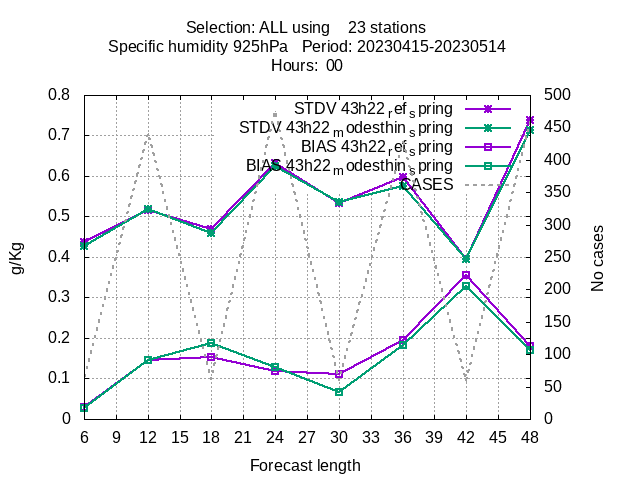 Selection: ALL using    23 stations
Specific humidity 925hPa   Period: 20230415-20230514
Hours: 00
0.8 500
STDV 43h22_ref_spring
450
0.7 STDV 43h22_modesthin_spring
BIAS 43h22_ref_spring
400
BIAS 43h22_modesthin_spring
0.6 CASES
350
0.5
300
0.4 250
g/Kg
No cases
200
0.3
150
0.2
100
0.1
50
0 0
6 9 12 15 18 21 24 27 30 33 36 39 42 45 48
Forecast length